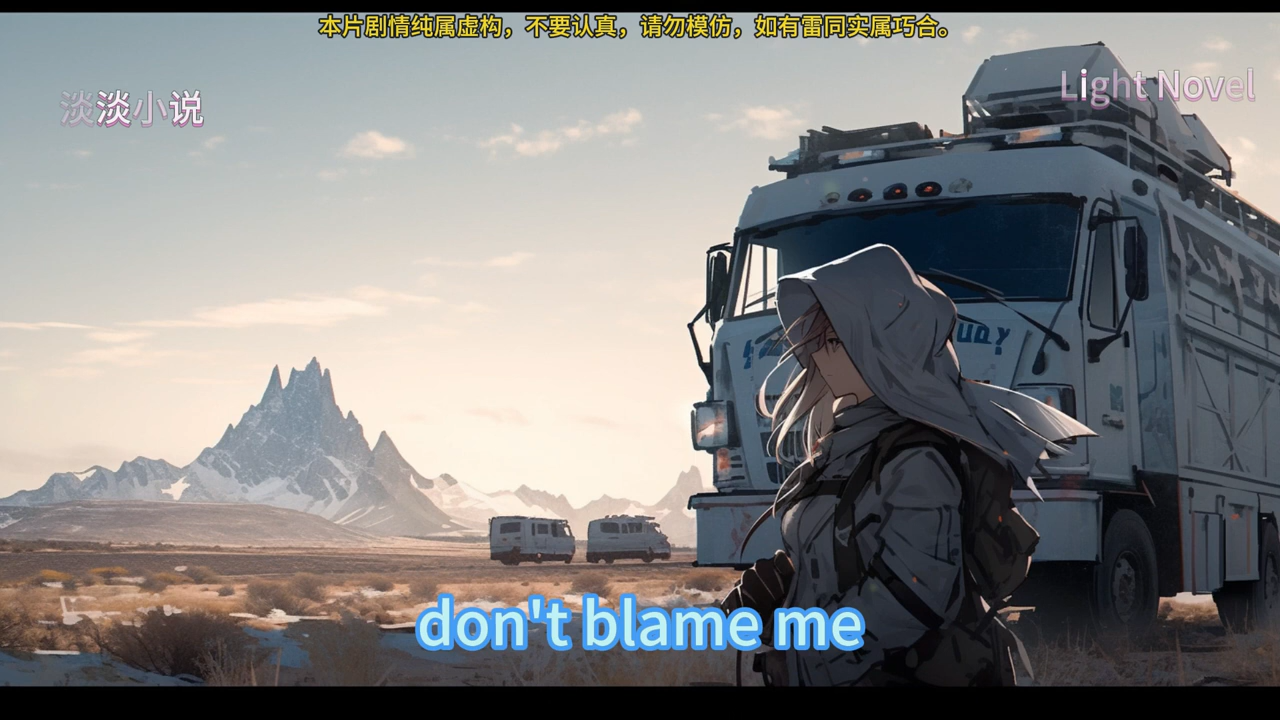 本片剧情纯属虚构，不要认真，请勿模仿，如有雷同实属巧合。
淡淡小说
Light Novel
don't blame me